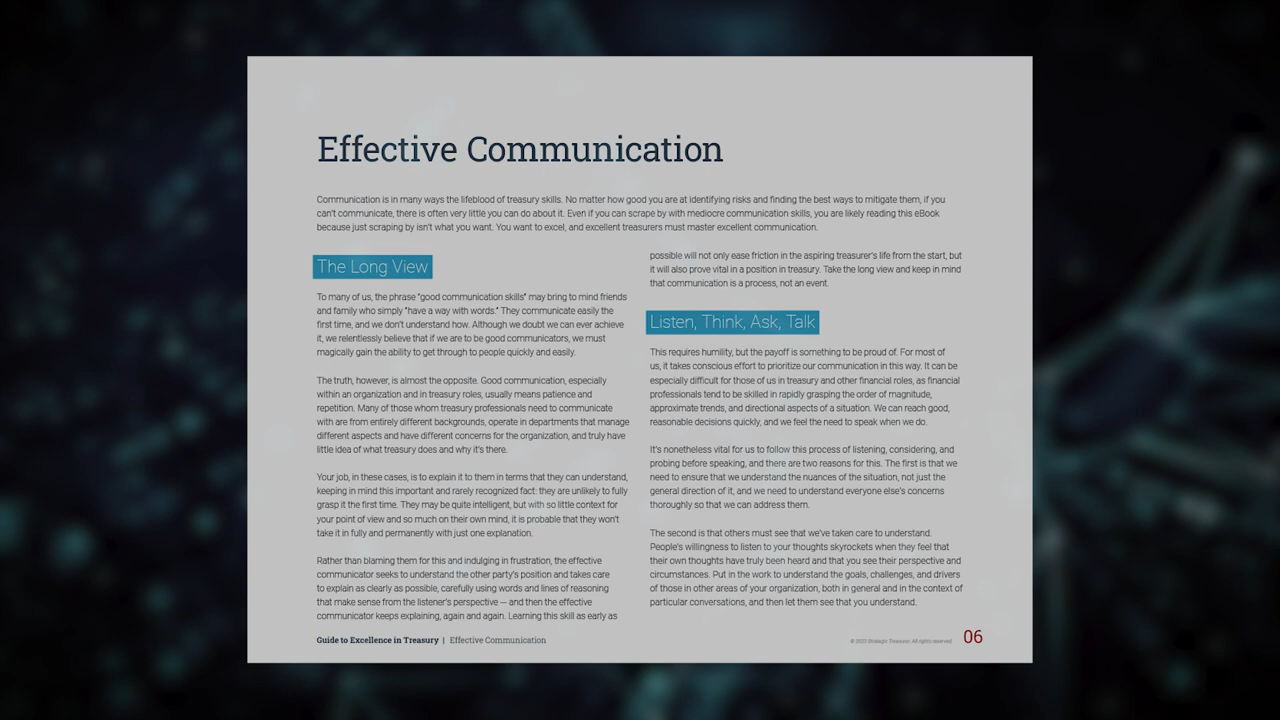 Effective Communication
Communication is in many ways the lifeblood of treasury skills. No matter how good you are at identifying risks and finding the best ways to mitigate them, if you
can't communicate, there is often very little you can do about it. Even if you can scrape by with mediocre communication skills, you are likely reading this eBook
because just scraping by isn't what you want. You want to excel, and excellent treasurers must master excellent communication.
The Long View
To many of us, the phrase "good communication skills" may bring to mind friends
and family who simply "have a way with words." They communicate easily the
first time, and we don't understand how. Although we doubt we can ever achieve
it, we relentlessly believe that if we are to be good communicators, we must
magically gain the ability to get through to people quickly and easily.
The truth, however, is almost the opposite. Good communication, especially
within an organization and in treasury roles, usually means patience and
repetition. Many of those whom treasury professionals need to communicate
with are from entirely different backgrounds, operate in departments that manage
different aspects and have different concerns for the organization, and truly have
little idea of what treasury does and why it's there.
Your job, in these cases, is to explain it to them in terms that they can understand,
keeping in mind this important and rarely recognized fact: they are unlikely to fully
grasp it the first time. They may be quite intelligent, but with so little context for
your point of view and so much on their own mind, it is probable that they won't
take it in fully and permanently with just one explanation.
Rather than blaming them for this and indulging in frustration, the effective
communicator seeks to understand the other party's position and takes care
to explain as clearly as possible, carefully using words and lines of reasoning
that make sense from the listener's perspective — and then the effective
communicator keeps explaining, again and again. Learning this skill as early as
possible will not only ease friction in the aspiring treasurer's life from the start, but
it will also prove vital in a position in treasury. Take the long view and keep in mind
that communication is a process, not an event.
Listen, Think, Ask, Talk
This requires humility, but the payoff is something to be proud of. For most of
us, it takes conscious effort to prioritize our communication in this way. It can be
especially difficult for those of us in treasury and other financial roles, as financial
professionals tend to be skilled in rapidly grasping the order of magnitude,
approximate trends, and directional aspects of a situation. We can reach good,
reasonable decisions quickly, and we feel the need to speak when we do.
It's nonetheless vital for us to follow this process of listening, considering, and
probing before speaking, and there are two reasons for this. The first is that we
need to ensure that we understand the nuances of the situation, not just the
general direction of it, and we need to understand everyone else's concerns
thoroughly so that we can address them.
The second is that others must see that we've taken care to understand.
People's willingness to listen to your thoughts skyrockets when they feel that
their own thoughts have truly been heard and that you see their perspective and
circumstances. Put in the work to understand the goals, challenges, and drivers
of those in other areas of your organization, both in general and in the context of
particular conversations, and then let them see that you understand.
Guide to Excellence in Treasury | Effective Communication
© 2023 Strategic Treasurer. All rights reserved.
06